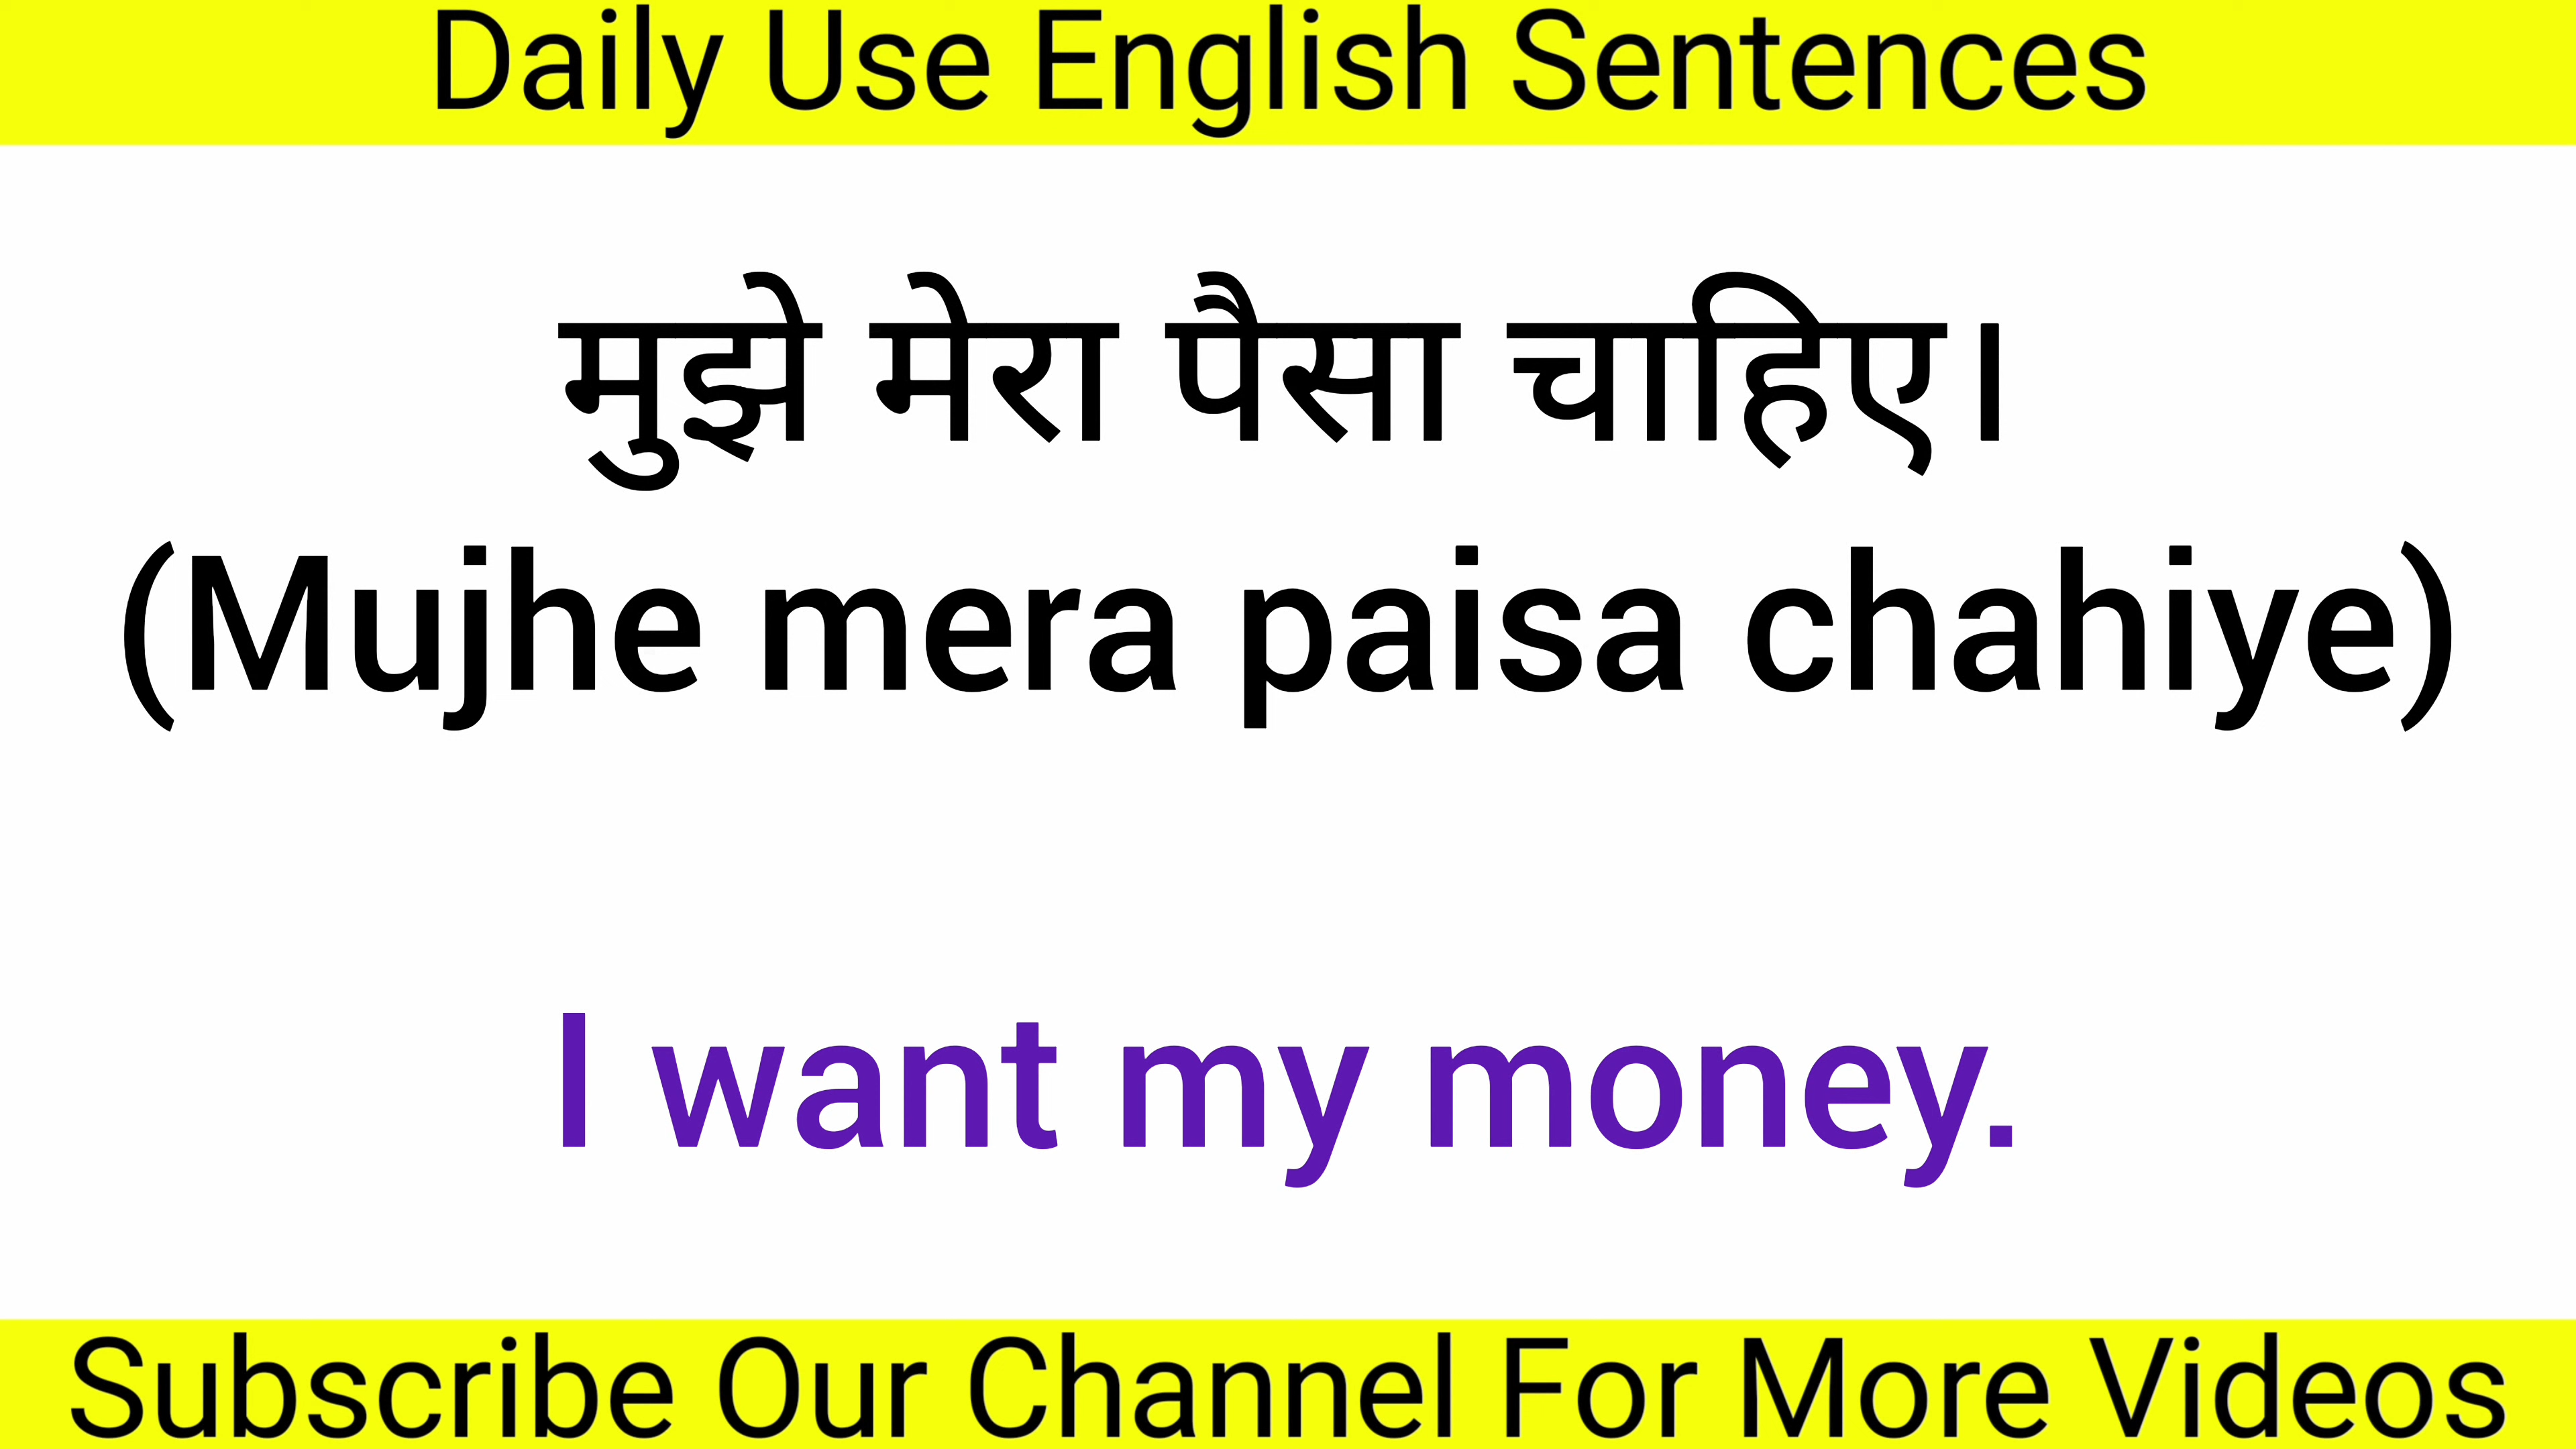 Daily Use English Sentences
मुझे मेरा पैसा चाहिए।
(Mujhe mera paisa chahiye)
I want my money.
Subscribe Our Channel For More Videos